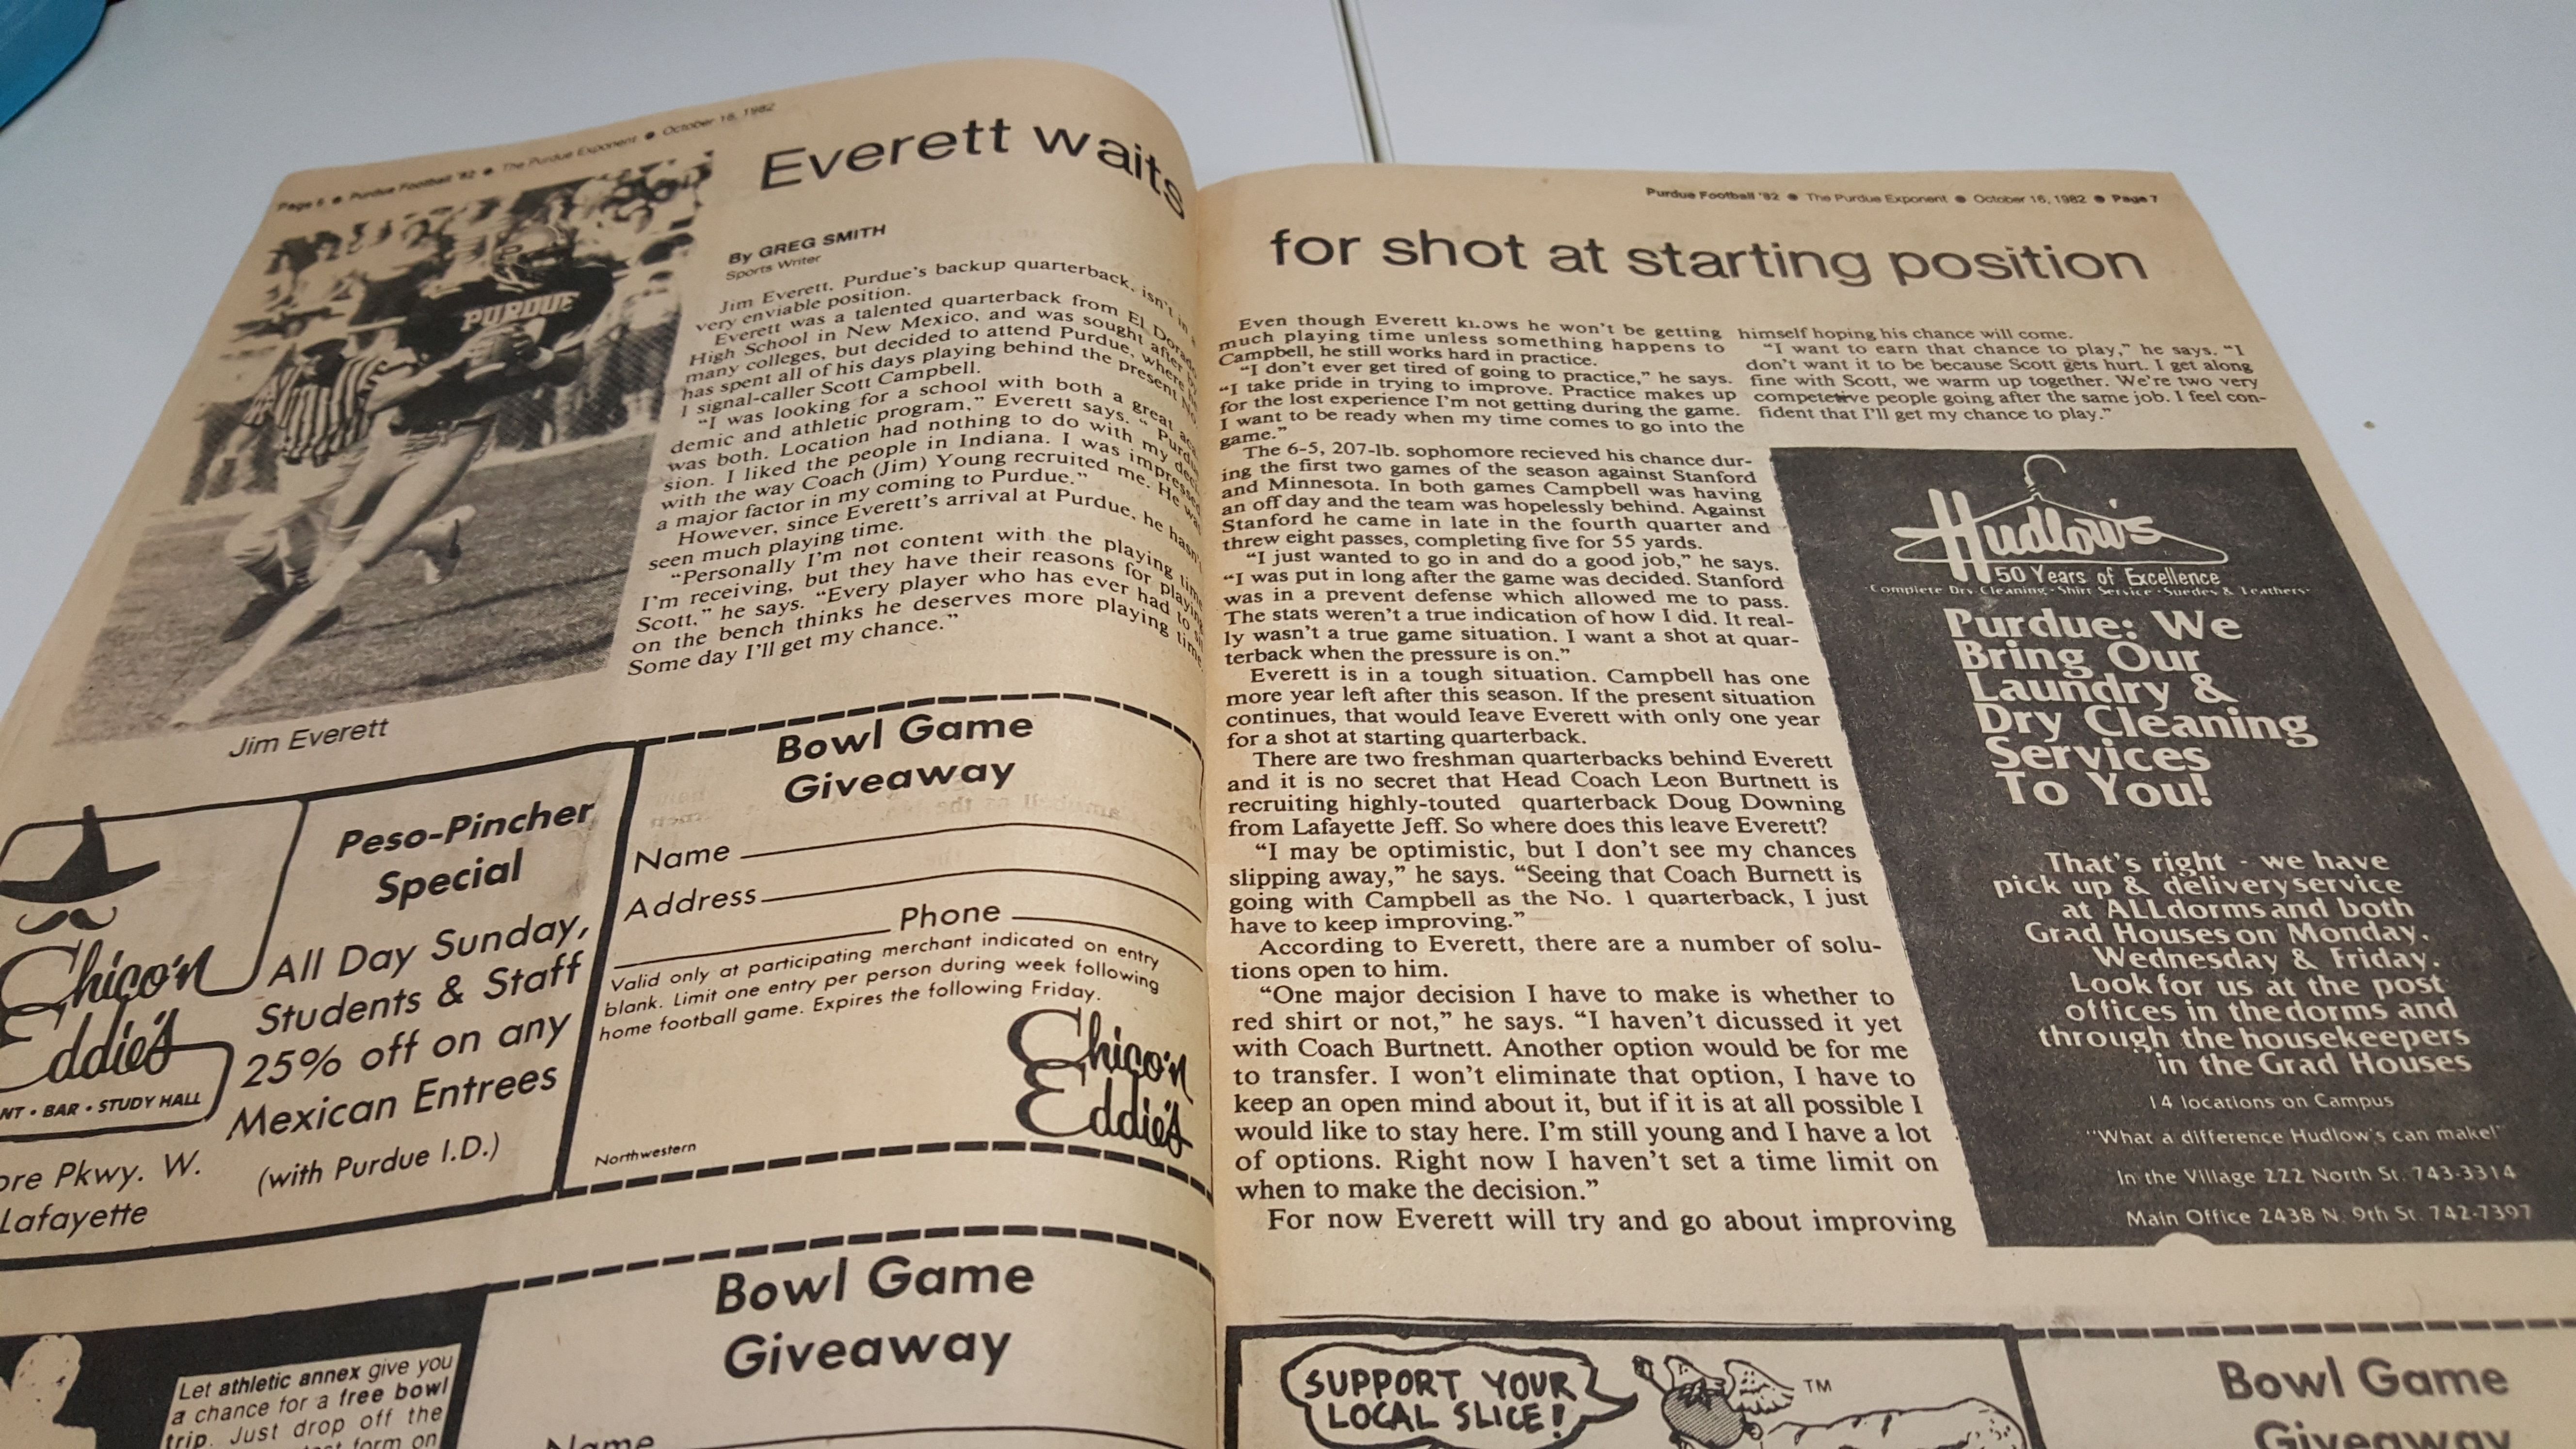 Page 6 • Purdue Football '82 • The Purdue Exponent • October 16, 1982
Everett waits
By GREG SMITH
Sports Writer
Jim Everett, Purdue's backup quarterback, isn't in a
very enviable position.
Everett was a talented quarterback from El Dorado
High School in New Mexico, and was sought after by
many colleges, but decided to attend Purdue, where he
has spent all of his days playing behind the present No.
1 signal-caller Scott Campbell.
"I was looking for a school with both a great aca-
demic and athletic program," Everett says. " Purdue
was both. Location had nothing to do with my deci-
sion. I liked the people in Indiana. I was impressed
with the way Coach (Jim) Young recruited me. He was
a major factor in my coming to Purdue."
However, since Everett's arrival at Purdue, he hasn't
seen much playing time.
"Personally I'm not content with the playing time
I'm receiving, but they have their reasons for playing
Scott," he says. "Every player who has ever had to sit
on the bench thinks he deserves more playing time.
Some day I'll get my chance."
PURDUE
Jim Everett
Chico'n
Eddie's
NT • BAR • STUDY HALL
ore Pkwy. W.
Lafayette
Peso-Pincher
Special
All Day Sunday,
Students & Staff
25% off on any
Mexican Entrees
(with Purdue I.D.)
Bowl Game
Giveaway
Name
Address
Phone
Valid only at participating merchant indicated on entry
blank. Limit one entry per person during week following
home football game. Expires the following Friday.
Chico'n
Eddie's
Northwestern
Let athletic annex give you
a chance for a free bowl
trip. Just drop off the
form on
Bowl Game
Giveaway
Name
Purdue Football '82 • The Purdue Exponent • October 16, 1982 • Page 7
for shot at starting position
Even though Everett knows he won't be getting
much playing time unless something happens to
Campbell, he still works hard in practice.
"I don't ever get tired of going to practice," he says.
"I take pride in trying to improve. Practice makes up
for the lost experience I'm not getting during the game.
I want to be ready when my time comes to go into the
game."
The 6-5, 207-lb. sophomore recieved his chance dur-
ing the first two games of the season against Stanford
and Minnesota. In both games Campbell was having
an off day and the team was hopelessly behind. Against
Stanford he came in late in the fourth quarter and
threw eight passes, completing five for 55 yards.
"I just wanted to go in and do a good job," he says.
"I was put in long after the game was decided. Stanford
was in a prevent defense which allowed me to pass.
The stats weren't a true indication of how I did. It real-
ly wasn't a true game situation. I want a shot at quar-
terback when the pressure is on."
Everett is in a tough situation. Campbell has one
more year left after this season. If the present situation
continues, that would leave Everett with only one year
for a shot at starting quarterback.
There are two freshman quarterbacks behind Everett
and it is no secret that Head Coach Leon Burtnett is
recruiting highly-touted quarterback Doug Downing
from Lafayette Jeff. So where does this leave Everett?
"I may be optimistic, but I don't see my chances
slipping away," he says. "Seeing that Coach Burnett is
going with Campbell as the No. 1 quarterback, I just
have to keep improving."
According to Everett, there are a number of solu-
tions open to him.
"One major decision I have to make is whether to
red shirt or not," he says. "I haven't dicussed it yet
with Coach Burtnett. Another option would be for me
to transfer. I won't eliminate that option, I have to
keep an open mind about it, but if it is at all possible I
would like to stay here. I'm still young and I have a lot
of options. Right now I haven't set a time limit on
when to make the decision."
For now Everett will try and go about improving
himself hoping his chance will come.
"I want to earn that chance to play," he says. "I
don't want it to be because Scott gets hurt. I get along
fine with Scott, we warm up together. We're two very
competetive people going after the same job. I feel con-
fident that I'll get my chance to play."
Hudlow's
50 Years of Excellence
·Complete Dry Cleaning·Shirt Service·Suedes & Leathers·
Purdue: We
Bring Our
Laundry &
Dry Cleaning
Services
To You!
That's right - we have
pick up & delivery service
at ALL dorms and both
Grad Houses on Monday,
Wednesday & Friday.
Look for us at the post
offices in the dorms and
through the housekeepers
in the Grad Houses
14 locations on Campus
"What a difference Hudlow's can make!"
In the Village 222 North St. 743-3314
Main Office 2438 N. 9th St. 742-7397
SUPPORT YOUR
LOCAL SLICE!
TM
Bowl Game
Giveaway